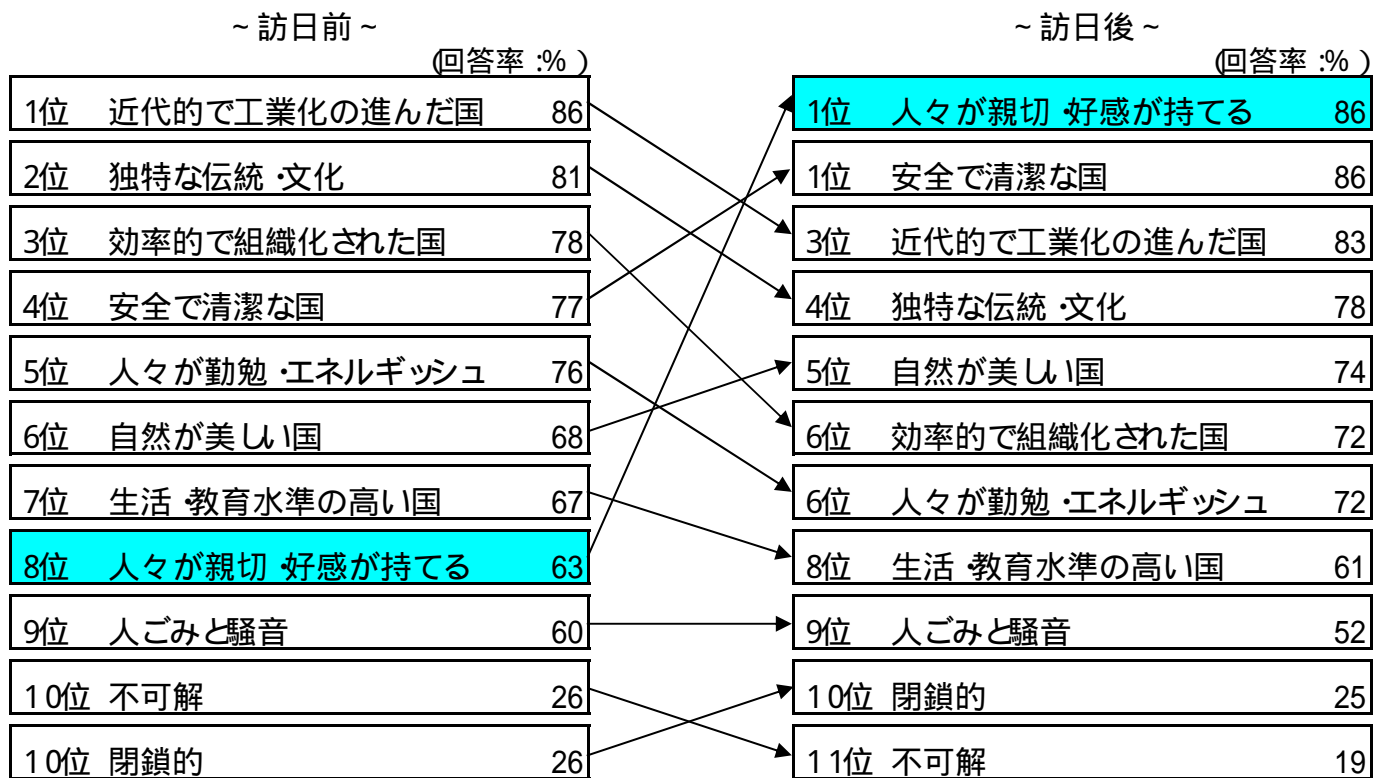 ~訪日前~
(回答率:%)
1位 近代的で工業化の進んだ国 86
2位 独特な伝統・文化 81
3位 効率的で組織化された国 78
4位 安全で清潔な国 77
5位 人々が勤勉・エネルギッシュ 76
6位 自然が美しい国 68
7位 生活・教育水準の高い国 67
8位 人々が親切・好感が持てる 63
9位 人ごみと騒音 60
10位 不可解 26
10位 閉鎖的 26
~訪日後~
(回答率:%)
1位 人々が親切・好感が持てる 86
1位 安全で清潔な国 86
3位 近代的で工業化の進んだ国 83
4位 独特な伝統・文化 78
5位 自然が美しい国 74
6位 効率的で組織化された国 72
6位 人々が勤勉・エネルギッシュ 72
8位 生活・教育水準の高い国 61
9位 人ごみと騒音 52
10位 閉鎖的 25
11位 不可解 19